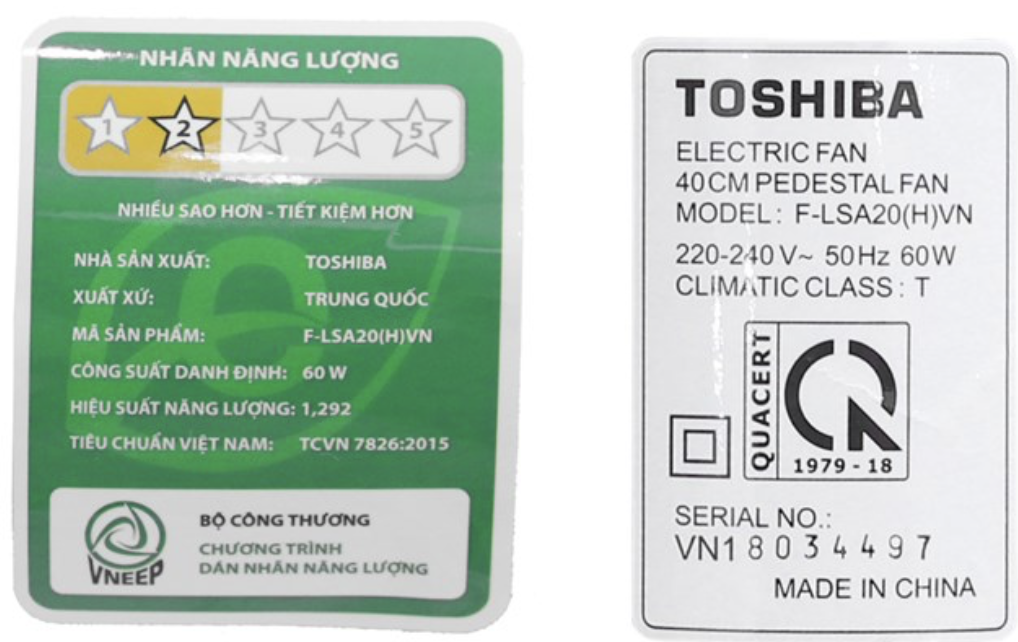 NHÃN NĂNG LƯỢNG
1 2 3 4 5
NHIỀU SAO HƠN - TIẾT KIỆM HƠN
NHÀ SẢN XUẤT: TOSHIBA
XUẤT XỨ: TRUNG QUỐC
MÃ SẢN PHẨM: F-LSA20(H)VN
CÔNG SUẤT DANH ĐỊNH: 60 W
HIỆU SUẤT NĂNG LƯỢNG: 1,292
TIÊU CHUẨN VIỆT NAM: TCVN 7826:2015
VNEEP
BỘ CÔNG THƯƠNG
CHƯƠNG TRÌNH
DÁN NHÃN NĂNG LƯỢNG
TOSHIBA
ELECTRIC FAN
40CM PEDESTAL FAN
MODEL: F-LSA20(H)VN
220-240 V~ 50Hz 60W
CLIMATIC CLASS: T
QUACERT
1979 - 18
SERIAL NO.:
VN18034497
MADE IN CHINA